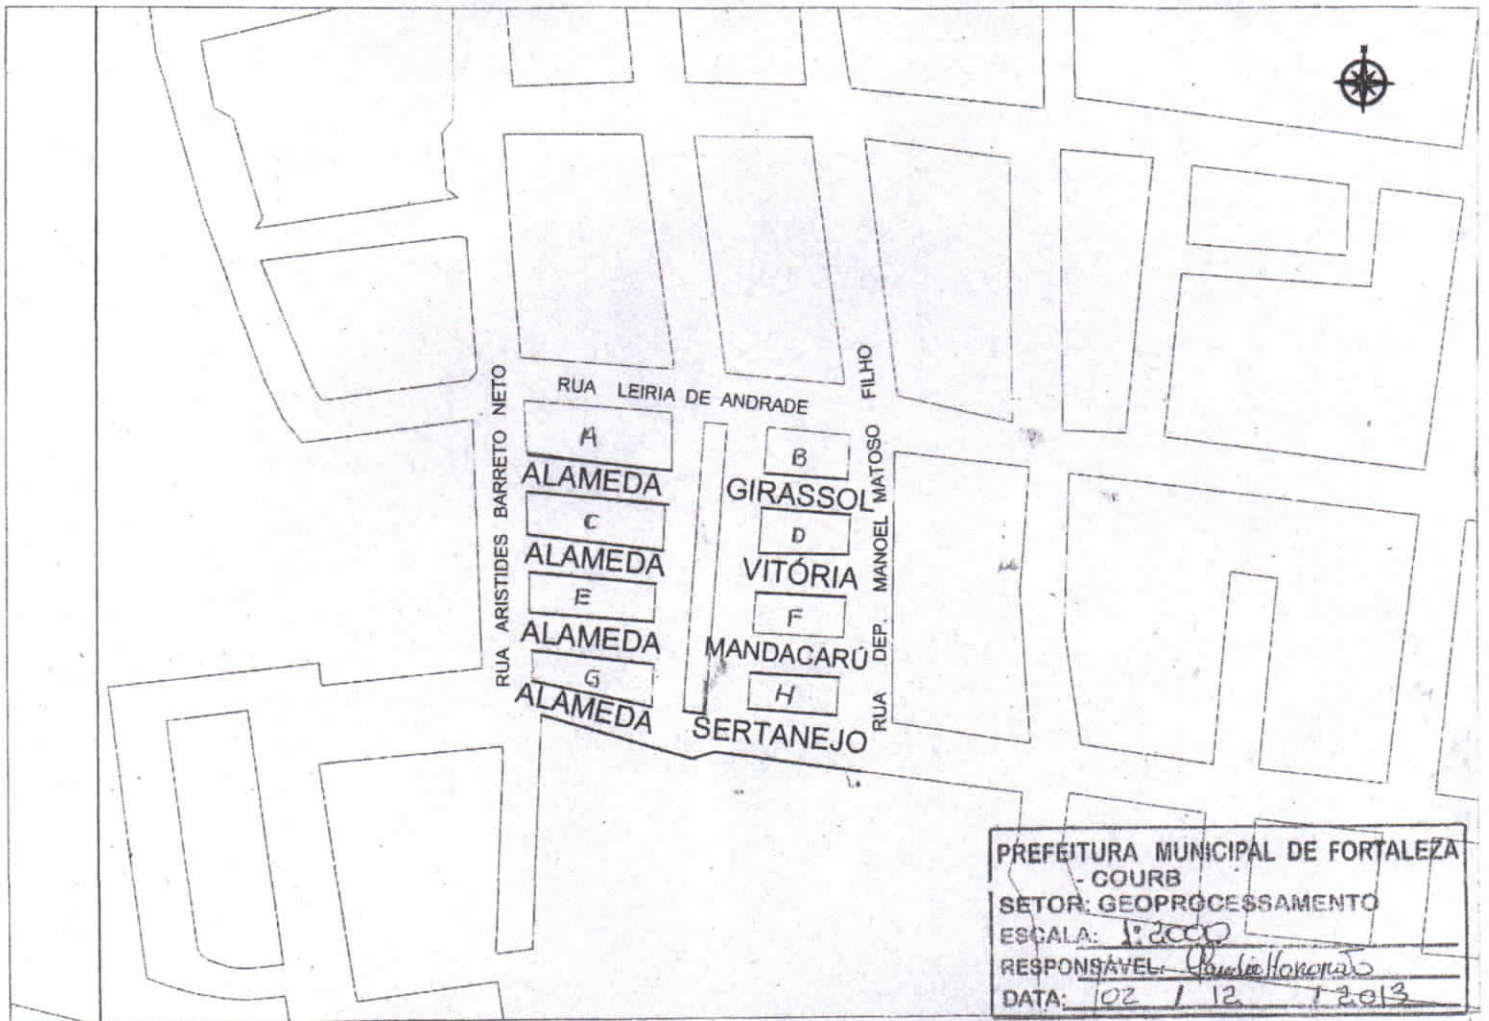 RUA LEIRIA DE ANDRADE
RUA ARISTIDES BARRETO NETO
RUA DEP. MANOEL MATOSO FILHO
A
B
ALAMEDA GIRASSOL
C
D
ALAMEDA VITÓRIA
E
F
ALAMEDA MANDACARÚ
G
H
ALAMEDA SERTANEJO
PREFEITURA MUNICIPAL DE FORTALEZA
- COURB
SETOR: GEOPROCESSAMENTO
ESCALA: 1:2000
RESPONSÁVEL:
DATA: 02 / 12 / 2013